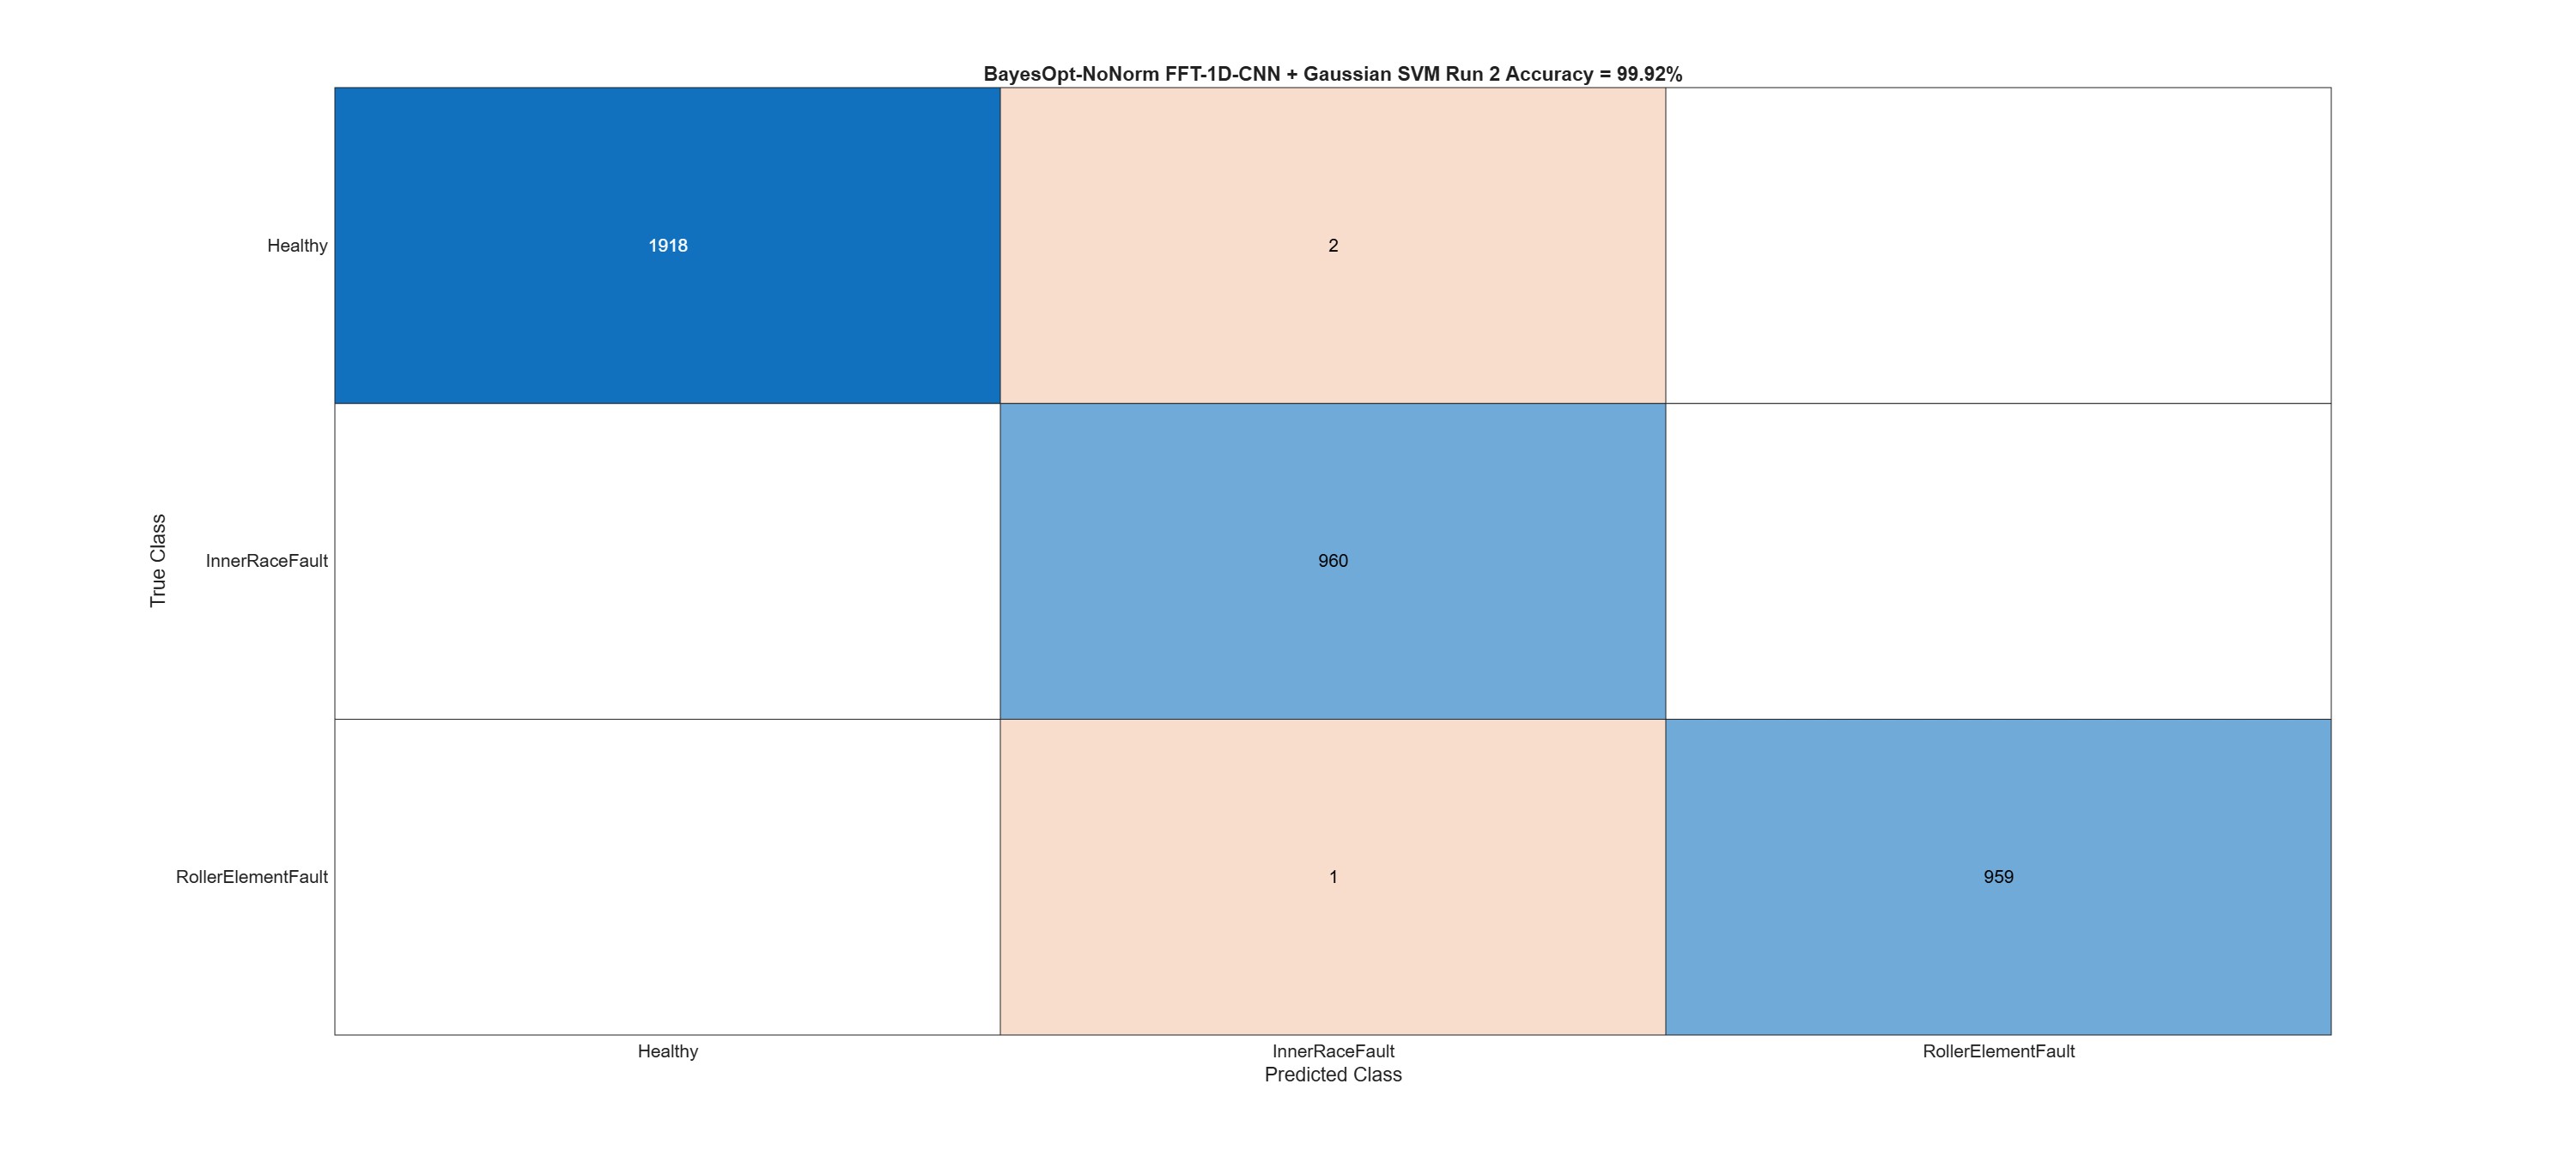 BayesOpt-NoNorm FFT-1D-CNN + Gaussian SVM Run 2 Accuracy = 99.92%
Healthy
1918
2
True Class
InnerRaceFault
960
RollerElementFault
1
959
Healthy
InnerRaceFault
RollerElementFault
Predicted Class